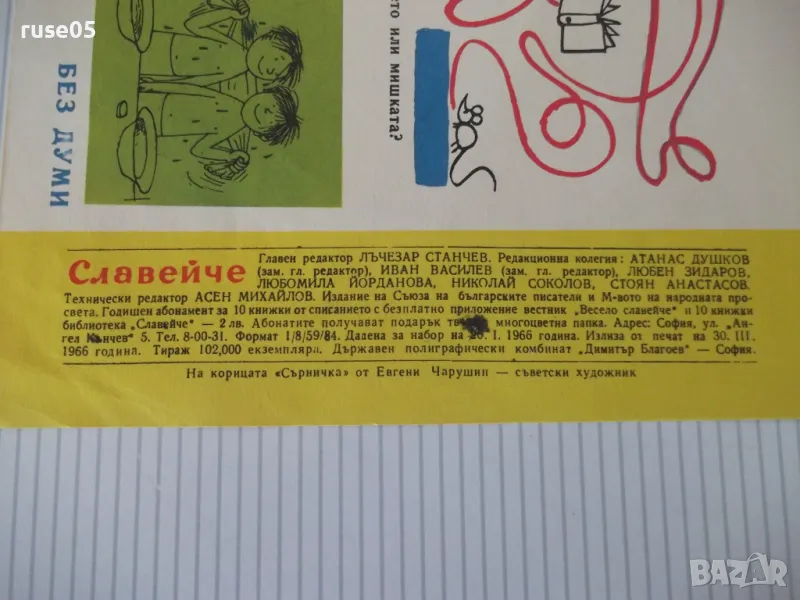 ruse05
БЕЗ ДУМИ
ето или мишката?
Славейче
Главен редактор ЛЪЧЕЗАР СТАНЧЕВ. Редакционна колегия: АТАНАС ДУШКОВ
(зам. гл. редактор), ИВАН ВАСИЛЕВ (зам. гл. редактор), ЛЮБЕН ЗИДАРОВ,
ЛЮБОМИЛА ЙОРДАНОВА, НИКОЛАЙ СОКОЛОВ, СТОЯН АНАСТАСОВ.
Технически редактор АСЕН МИХАЙЛОВ. Издание на Съюза на българските писатели и М-вото на народната про-
света. Годишен абонамент за 10 книжки от списанието с безплатно приложение вестник „Весело славейче“ и 10 книжки
библиотека „Славейче“ — 2 лв. Абонатите получават подарък многоцветна папка. Адрес: София, ул. „Ан-
гел Кънчев“ 5. Тел. 8-00-31. Формат 1/8/59/84. Дадена за набор на 20. I. 1966 година. Излиза от печат на 30. III.
1966 година. Тираж 102,000 екземпляра. Държавен полиграфически комбинат „Димитър Благоев“ — София.
На корицата «Сърничка» от Евгени Чарушин — съветски художник
BAZAR